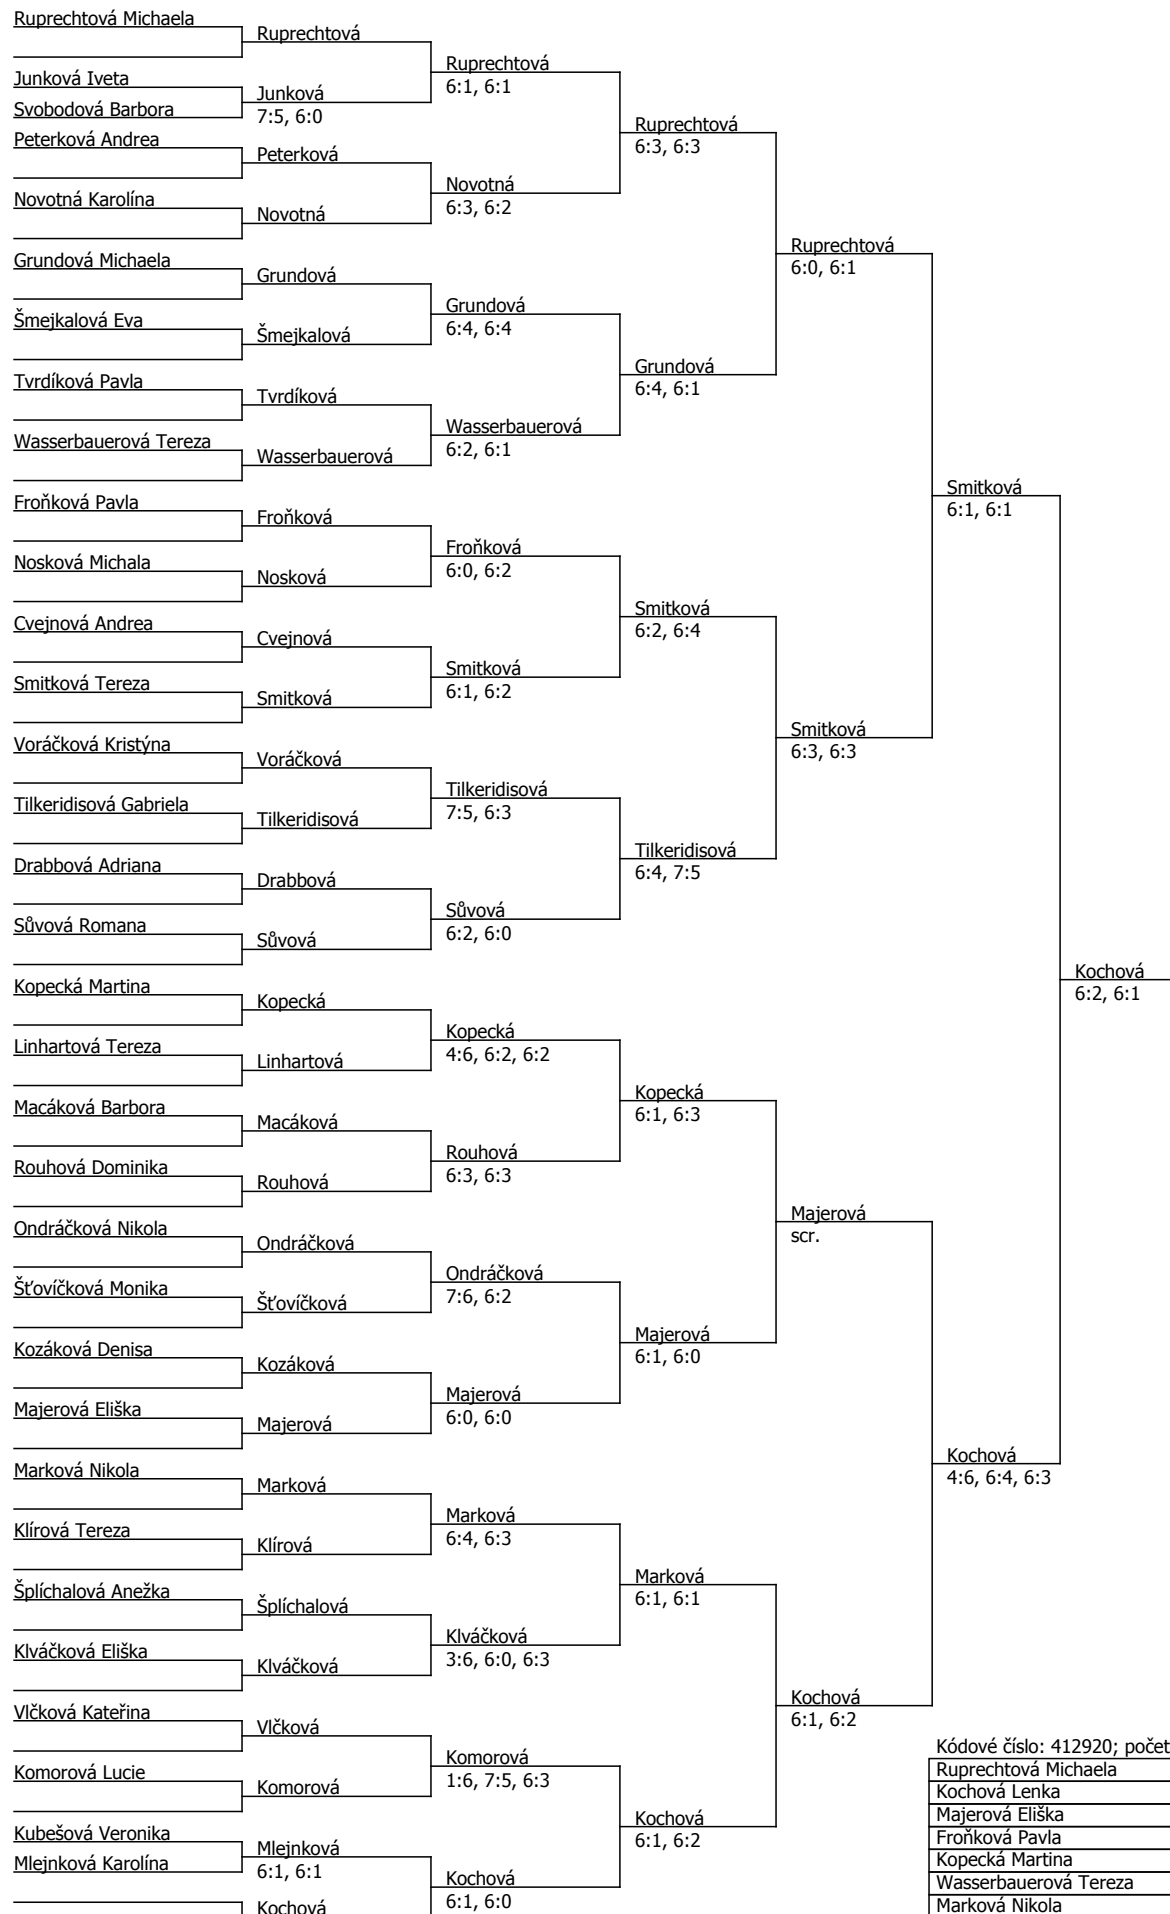 Ruprechtová Michaela
Junková Iveta
Svobodová Barbora
Peterková Andrea
Novotná Karolína
Grundová Michaela
Šmejkalová Eva
Tvrdíková Pavla
Wasserbauerová Tereza
Froňková Pavla
Nosková Michala
Cvejnová Andrea
Smitková Tereza
Voráčková Kristýna
Tilkeridisová Gabriela
Drabbová Adriana
Sůvová Romana
Kopecká Martina
Linhartová Tereza
Macáková Barbora
Rouhová Dominika
Ondráčková Nikola
Šťovíčková Monika
Kozáková Denisa
Majerová Eliška
Marková Nikola
Klírová Tereza
Šplíchalová Anežka
Klváčková Eliška
Vlčková Kateřina
Komorová Lucie
Kubešová Veronika
Mlejnková Karolína
Ruprechtová
Junková
7:5, 6:0
Peterková
Novotná
Grundová
Šmejkalová
Tvrdíková
Wasserbauerová
Froňková
Nosková
Cvejnová
Smitková
Voráčková
Tilkeridisová
Drabbová
Sůvová
Kopecká
Linhartová
Macáková
Rouhová
Ondráčková
Šťovíčková
Kozáková
Majerová
Marková
Klírová
Šplíchalová
Klváčková
Vlčková
Komorová
Mlejnková
6:1, 6:1
Kochová
Ruprechtová
6:1, 6:1
Novotná
6:3, 6:2
Grundová
6:4, 6:4
Wasserbauerová
6:2, 6:1
Froňková
6:0, 6:2
Smitková
6:1, 6:2
Tilkeridisová
7:5, 6:3
Sůvová
6:2, 6:0
Kopecká
4:6, 6:2, 6:2
Rouhová
6:3, 6:3
Ondráčková
7:6, 6:2
Majerová
6:0, 6:0
Marková
6:4, 6:3
Klváčková
3:6, 6:0, 6:3
Komorová
1:6, 7:5, 6:3
Kochová
6:1, 6:0
Ruprechtová
6:3, 6:3
Grundová
6:4, 6:1
Smitková
6:2, 6:4
Tilkeridisová
6:4, 7:5
Kopecká
6:1, 6:3
Majerová
6:1, 6:0
Marková
6:1, 6:1
Kochová
6:1, 6:2
Ruprechtová
6:0, 6:1
Smitková
6:3, 6:3
Majerová
scr.
Kochová
6:1, 6:2
Smitková
6:1, 6:1
Kochová
4:6, 6:4, 6:3
Kochová
6:2, 6:1
Kódové číslo: 412920; počet
Ruprechtová Michaela
Kochová Lenka
Majerová Eliška
Froňková Pavla
Kopecká Martina
Wasserbauerová Tereza
Marková Nikola